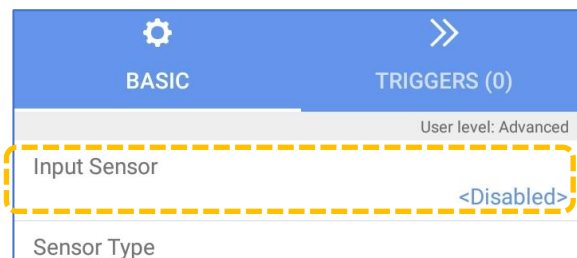 BASIC
TRIGGERS (0)
User level: Advanced
Input Sensor
<Disabled>
Sensor Type